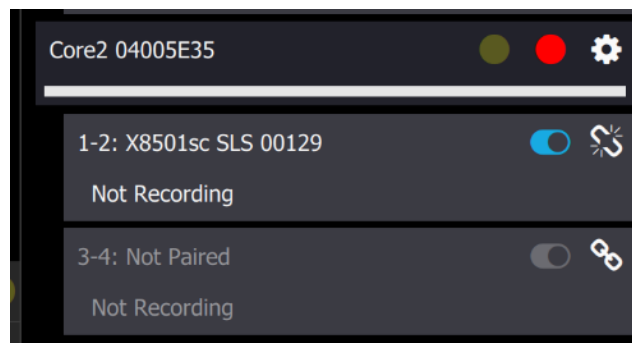 Core2 04005E35
1-2: X8501sc SLS 00129
Not Recording
3-4: Not Paired
Not Recording